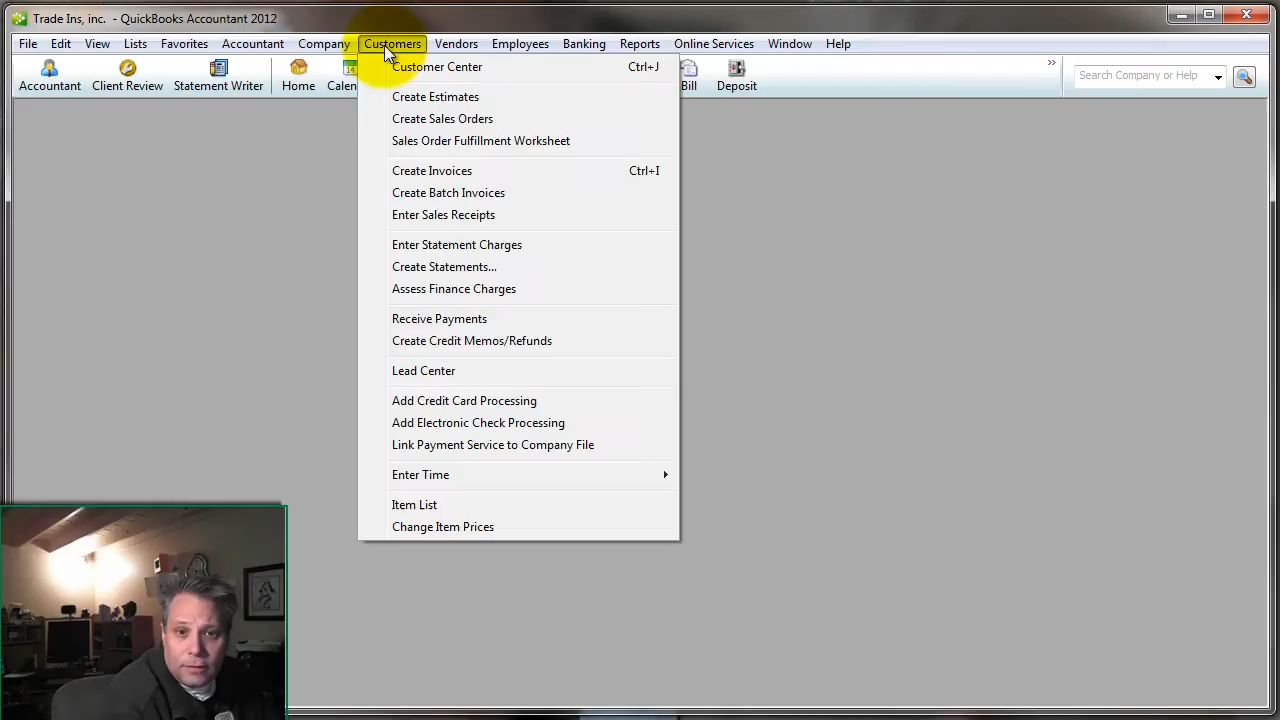 Trade Ins, inc. - QuickBooks Accountant 2012
File Edit View Lists Favorites Accountant Company Customers Vendors Employees Banking Reports Online Services Window Help
Accountant Client Review Statement Writer Home Calen Bill Deposit
Search Company or Help
Customer Center Ctrl+J
Create Estimates
Create Sales Orders
Sales Order Fulfillment Worksheet
Create Invoices Ctrl+I
Create Batch Invoices
Enter Sales Receipts
Enter Statement Charges
Create Statements...
Assess Finance Charges
Receive Payments
Create Credit Memos/Refunds
Lead Center
Add Credit Card Processing
Add Electronic Check Processing
Link Payment Service to Company File
Enter Time
Item List
Change Item Prices